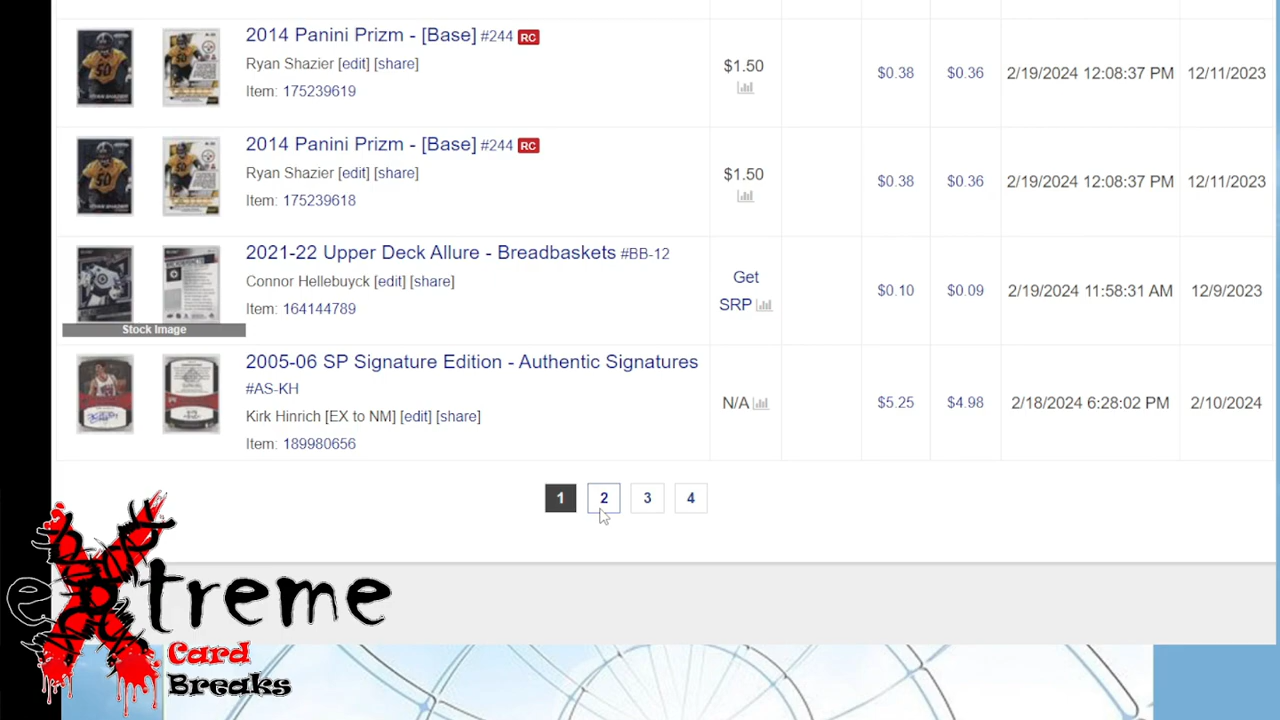 2014 Panini Prizm - [Base] #244 RC
Ryan Shazier [edit] [share]
Item: 175239619
$1.50
$0.38
$0.36
2/19/2024 12:08:37 PM
12/11/2023
2014 Panini Prizm - [Base] #244 RC
Ryan Shazier [edit] [share]
Item: 175239618
$1.50
$0.38
$0.36
2/19/2024 12:08:37 PM
12/11/2023
2021-22 Upper Deck Allure - Breadbaskets #BB-12
Connor Hellebuyck [edit] [share]
Item: 164144789
Stock Image
Get
SRP
$0.10
$0.09
2/19/2024 11:58:31 AM
12/9/2023
2005-06 SP Signature Edition - Authentic Signatures
#AS-KH
Kirk Hinrich [EX to NM] [edit] [share]
Item: 189980656
N/A
$5.25
$4.98
2/18/2024 6:28:02 PM
2/10/2024
1 2 3 4
eXtreme
Card
Breaks